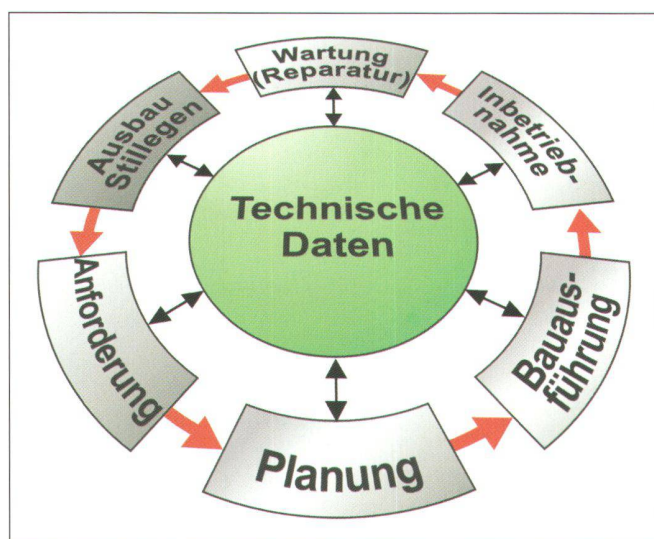 Wartung
(Reparatur)
Ausbau
Stillegen
Inbetrieb-
nahme
Technische
Daten
Anforderung
Bauaus-
führung
Planung